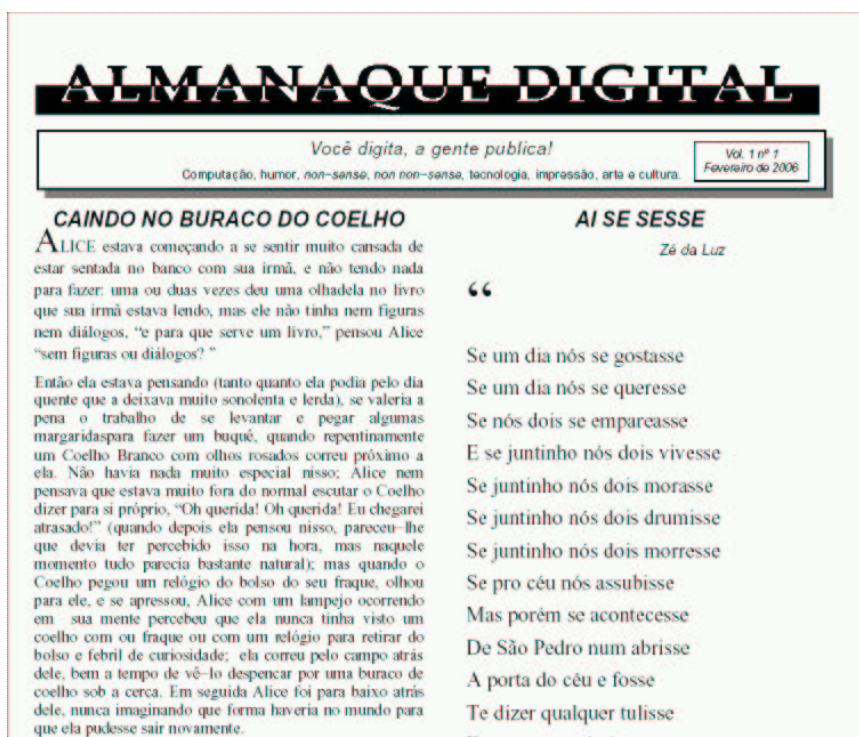 ALMANAQUE DIGITAL
Você digita, a gente publica!
Computação, humor, non-sense, non non-sense, tecnologia, impressão, arte e cultura.
Vol. 1 nº 1
Fevereiro de 2006
CAINDO NO BURACO DO COELHO
ALICE estava começando a se sentir muito cansada de
estar sentada no banco com sua irmã, e não tendo nada
para fazer: uma ou duas vezes deu uma olhadela no livro
que sua irmã estava lendo, mas ele não tinha nem figuras
nem diálogos, “e para que serve um livro,” pensou Alice
“sem figuras ou diálogos? ”
Então ela estava pensando (tanto quanto ela podia pelo dia
quente que a deixava muito sonolenta e lerda), se valeria a
pena o trabalho de se levantar e pegar algumas
margaridaspara fazer um buquê, quando repentinamente
um Coelho Branco com olhos rosados correu próximo a
ela. Não havia nada muito especial nisso; Alice nem
pensava que estava muito fora do normal escutar o Coelho
dizer para si próprio, “Oh querida! Oh querida! Eu chegarei
atrasado!” (quando depois ela pensou nisso, pareceu-lhe
que devia ter percebido isso na hora, mas naquele
momento tudo parecia bastante natural); mas quando o
Coelho pegou um relógio do bolso do seu fraque, olhou
para ele, e se apressou, Alice com um lampejo ocorrendo
em sua mente percebeu que ela nunca tinha visto um
coelho com ou fraque ou com um relógio para retirar do
bolso e febril de curiosidade; ela correu pelo campo atrás
dele, bem a tempo de vê-lo despencar por uma buraco de
coelho sob a cerca. Em seguida Alice foi para baixo atrás
dele, nunca imaginando que forma haveria no mundo para
que ela pudesse sair novamente.
AI SE SESSE
Zé da Luz
“
Se um dia nós se gostasse
Se um dia nós se queresse
Se nós dois se empareasse
E se juntinho nós dois vivesse
Se juntinho nós dois morasse
Se juntinho nós dois drumisse
Se juntinho nós dois morresse
Se pro céu nós assubisse
Mas porém se acontecesse
De São Pedro num abrisse
A porta do céu e fosse
Te dizer qualquer tulisse